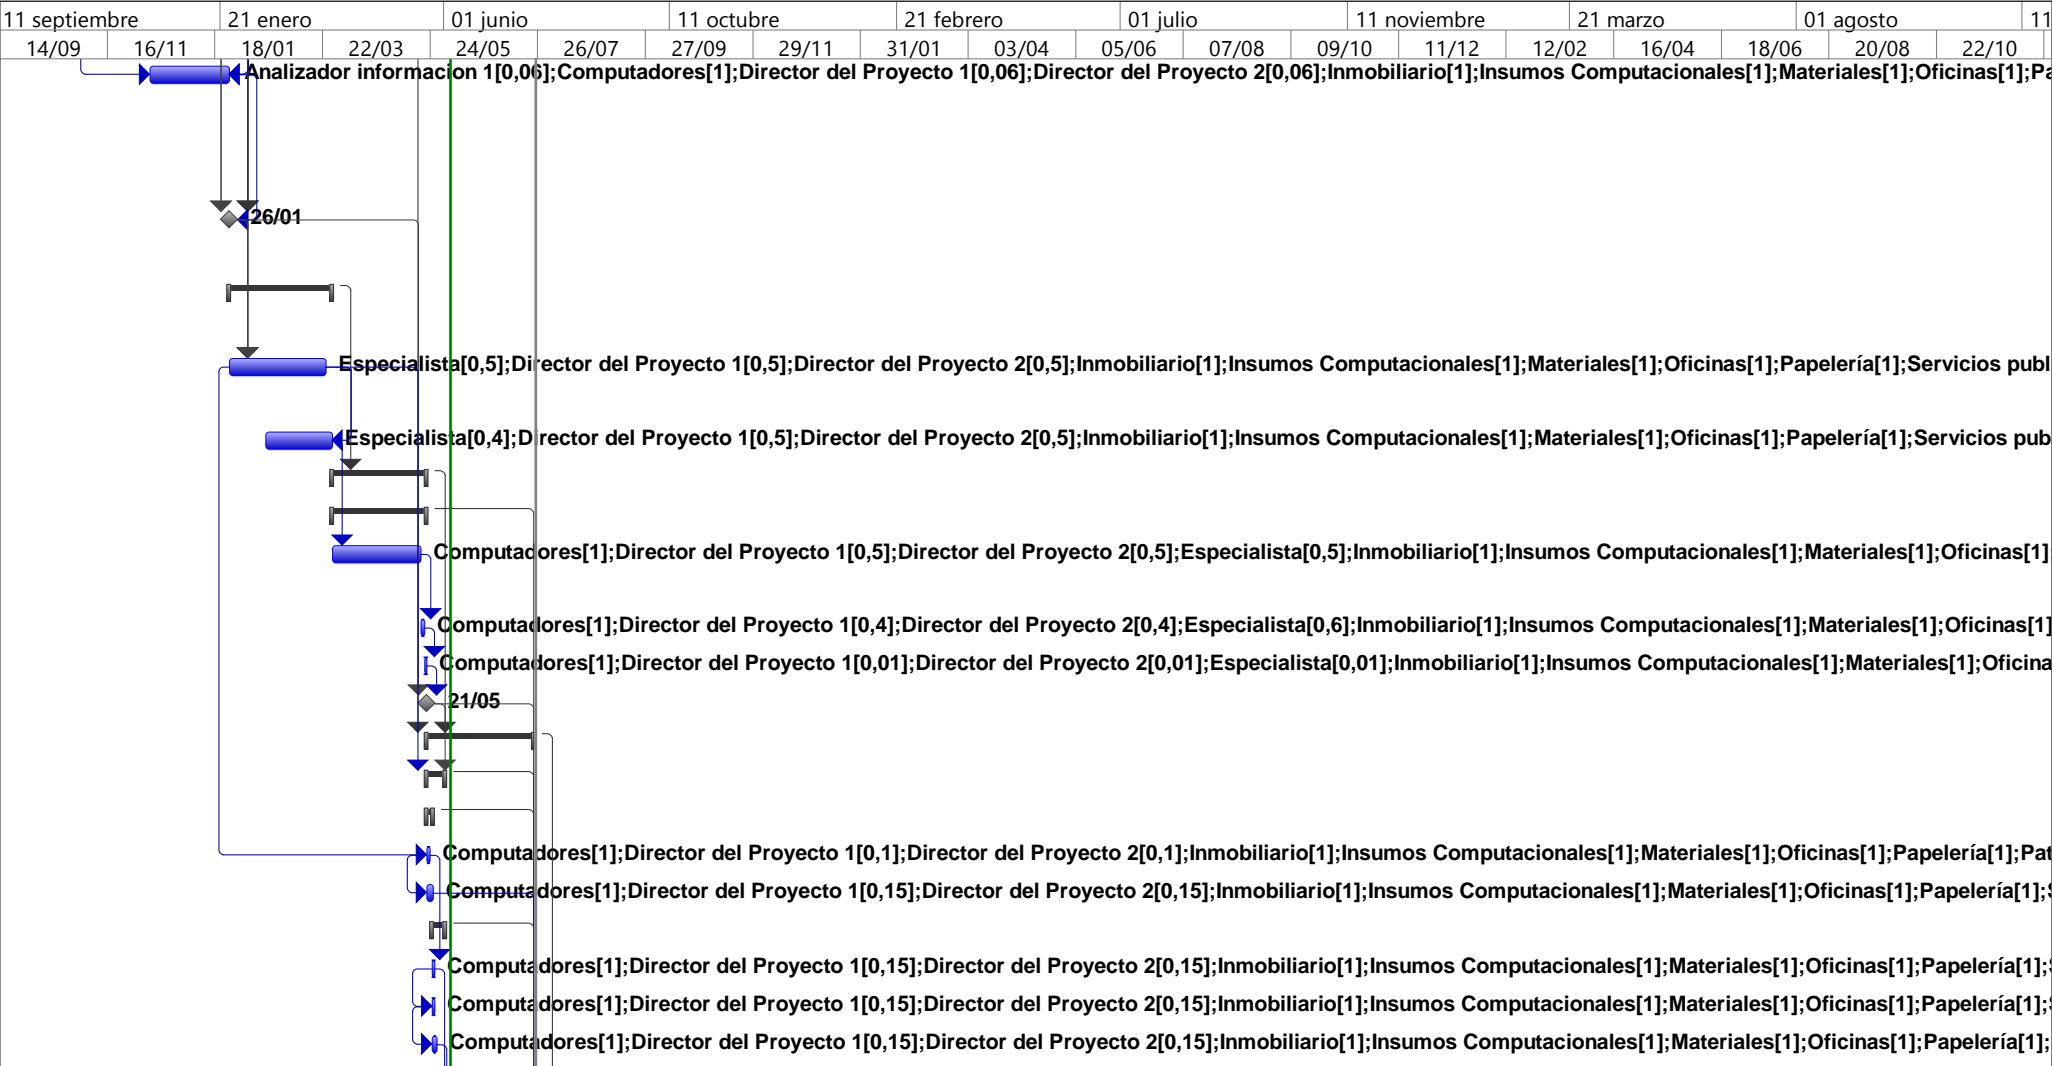 11 septiembre 21 enero 01 junio 11 octubre 21 febrero 01 julio 11 noviembre 21 marzo 01 agosto 11
14/09 16/11 18/01 22/03 24/05 26/07 27/09 29/11 31/01 03/04 05/06 07/08 09/10 11/12 12/02 16/04 18/06 20/08 22/10
Analizador informacion 1[0,06];Computadores[1];Director del Proyecto 1[0,06];Director del Proyecto 2[0,06];Inmobiliario[1];Insumos Computacionales[1];Materiales[1];Oficinas[1];Pa
26/01
Especialista[0,5];Director del Proyecto 1[0,5];Director del Proyecto 2[0,5];Inmobiliario[1];Insumos Computacionales[1];Materiales[1];Oficinas[1];Papelería[1];Servicios publ
Especialista[0,4];Director del Proyecto 1[0,5];Director del Proyecto 2[0,5];Inmobiliario[1];Insumos Computacionales[1];Materiales[1];Oficinas[1];Papelería[1];Servicios pub
Computadores[1];Director del Proyecto 1[0,5];Director del Proyecto 2[0,5];Especialista[0,5];Inmobiliario[1];Insumos Computacionales[1];Materiales[1];Oficinas[1];
Computadores[1];Director del Proyecto 1[0,4];Director del Proyecto 2[0,4];Especialista[0,6];Inmobiliario[1];Insumos Computacionales[1];Materiales[1];Oficinas[1]
Computadores[1];Director del Proyecto 1[0,01];Director del Proyecto 2[0,01];Especialista[0,01];Inmobiliario[1];Insumos Computacionales[1];Materiales[1];Oficina
21/05
Computadores[1];Director del Proyecto 1[0,1];Director del Proyecto 2[0,1];Inmobiliario[1];Insumos Computacionales[1];Materiales[1];Oficinas[1];Papelería[1];Pat
Computadores[1];Director del Proyecto 1[0,15];Director del Proyecto 2[0,15];Inmobiliario[1];Insumos Computacionales[1];Materiales[1];Oficinas[1];Papelería[1];S
Computadores[1];Director del Proyecto 1[0,15];Director del Proyecto 2[0,15];Inmobiliario[1];Insumos Computacionales[1];Materiales[1];Oficinas[1];Papelería[1];S
Computadores[1];Director del Proyecto 1[0,15];Director del Proyecto 2[0,15];Inmobiliario[1];Insumos Computacionales[1];Materiales[1];Oficinas[1];Papelería[1];S
Computadores[1];Director del Proyecto 1[0,15];Director del Proyecto 2[0,15];Inmobiliario[1];Insumos Computacionales[1];Materiales[1];Oficinas[1];Papelería[1];